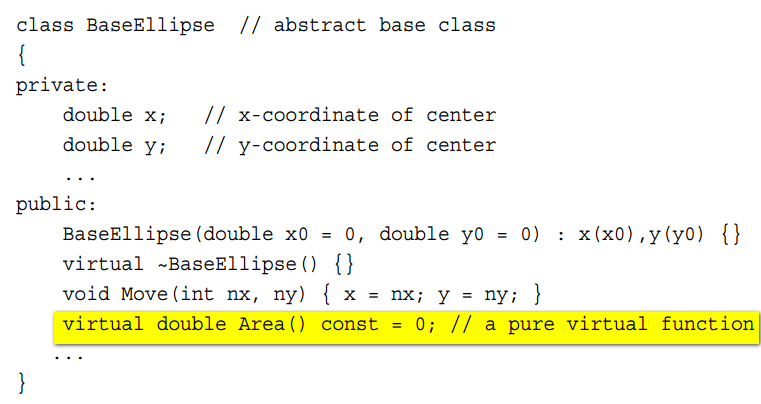 class BaseEllipse  // abstract base class
{
private:
    double x;   // x-coordinate of center
    double y;   // y-coordinate of center
    ...
public:
    BaseEllipse(double x0 = 0, double y0 = 0) : x(x0),y(y0) {}
    virtual ~BaseEllipse() {}
    void Move(int nx, ny) { x = nx; y = ny; }
    virtual double Area() const = 0; // a pure virtual function
   ...
}